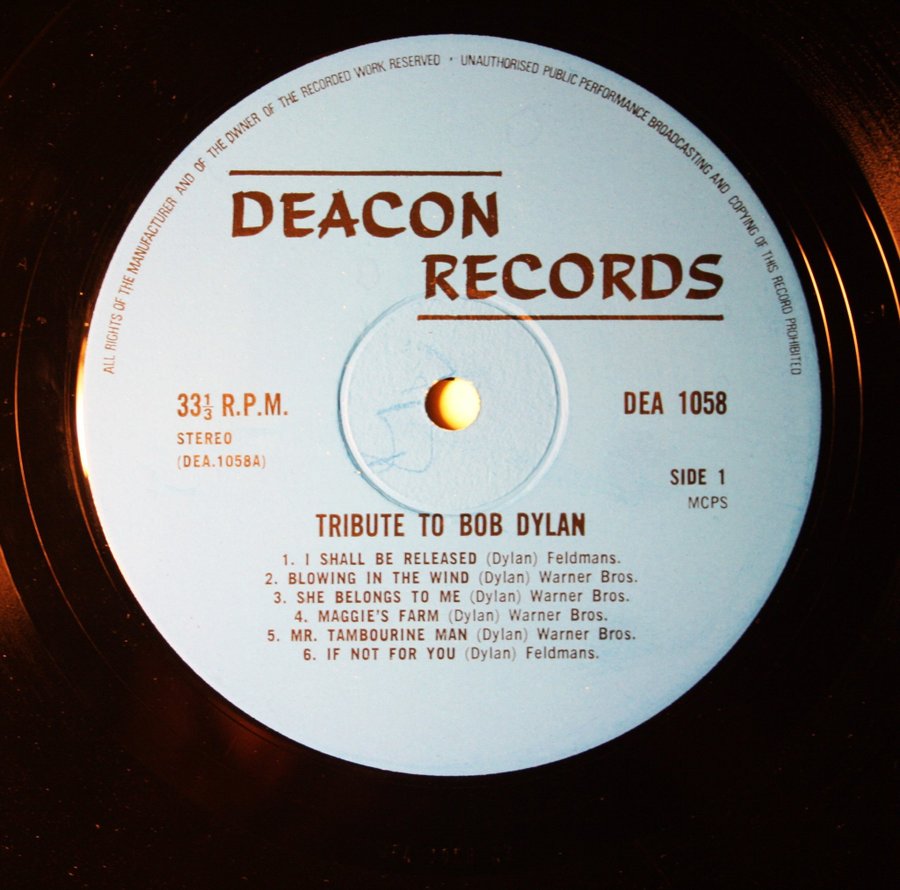 ALL RIGHTS OF THE MANUFACTURER AND OF THE OWNER OF THE RECORDED WORK RESERVED · UNAUTHORISED PUBLIC PERFORMANCE BROADCASTING AND COPYING OF THIS RECORD PROHIBITED
DEACON
RECORDS
33⅓ R.P.M.
STEREO
(DEA.1058A)
DEA 1058
SIDE 1
MCPS
TRIBUTE TO BOB DYLAN
1. I SHALL BE RELEASED (Dylan) Feldmans.
2. BLOWING IN THE WIND (Dylan) Warner Bros.
3. SHE BELONGS TO ME (Dylan) Warner Bros.
4. MAGGIE'S FARM (Dylan) Warner Bros.
5. MR. TAMBOURINE MAN (Dylan) Warner Bros.
6. IF NOT FOR YOU (Dylan) Feldmans.